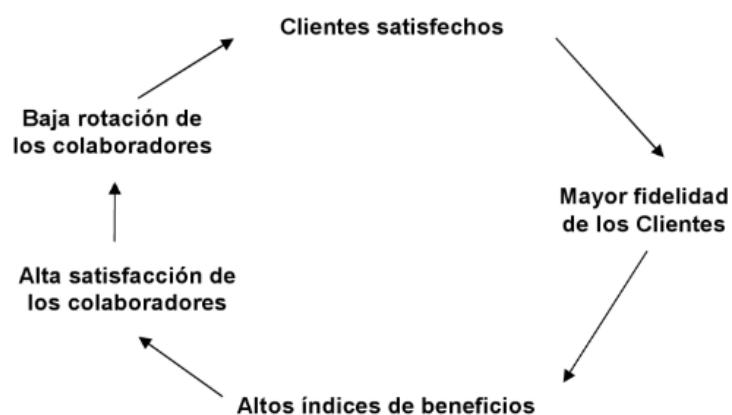 Clientes satisfechos
Mayor fidelidad
de los Clientes
Altos índices de beneficios
Alta satisfacción de
los colaboradores
Baja rotación de
los colaboradores